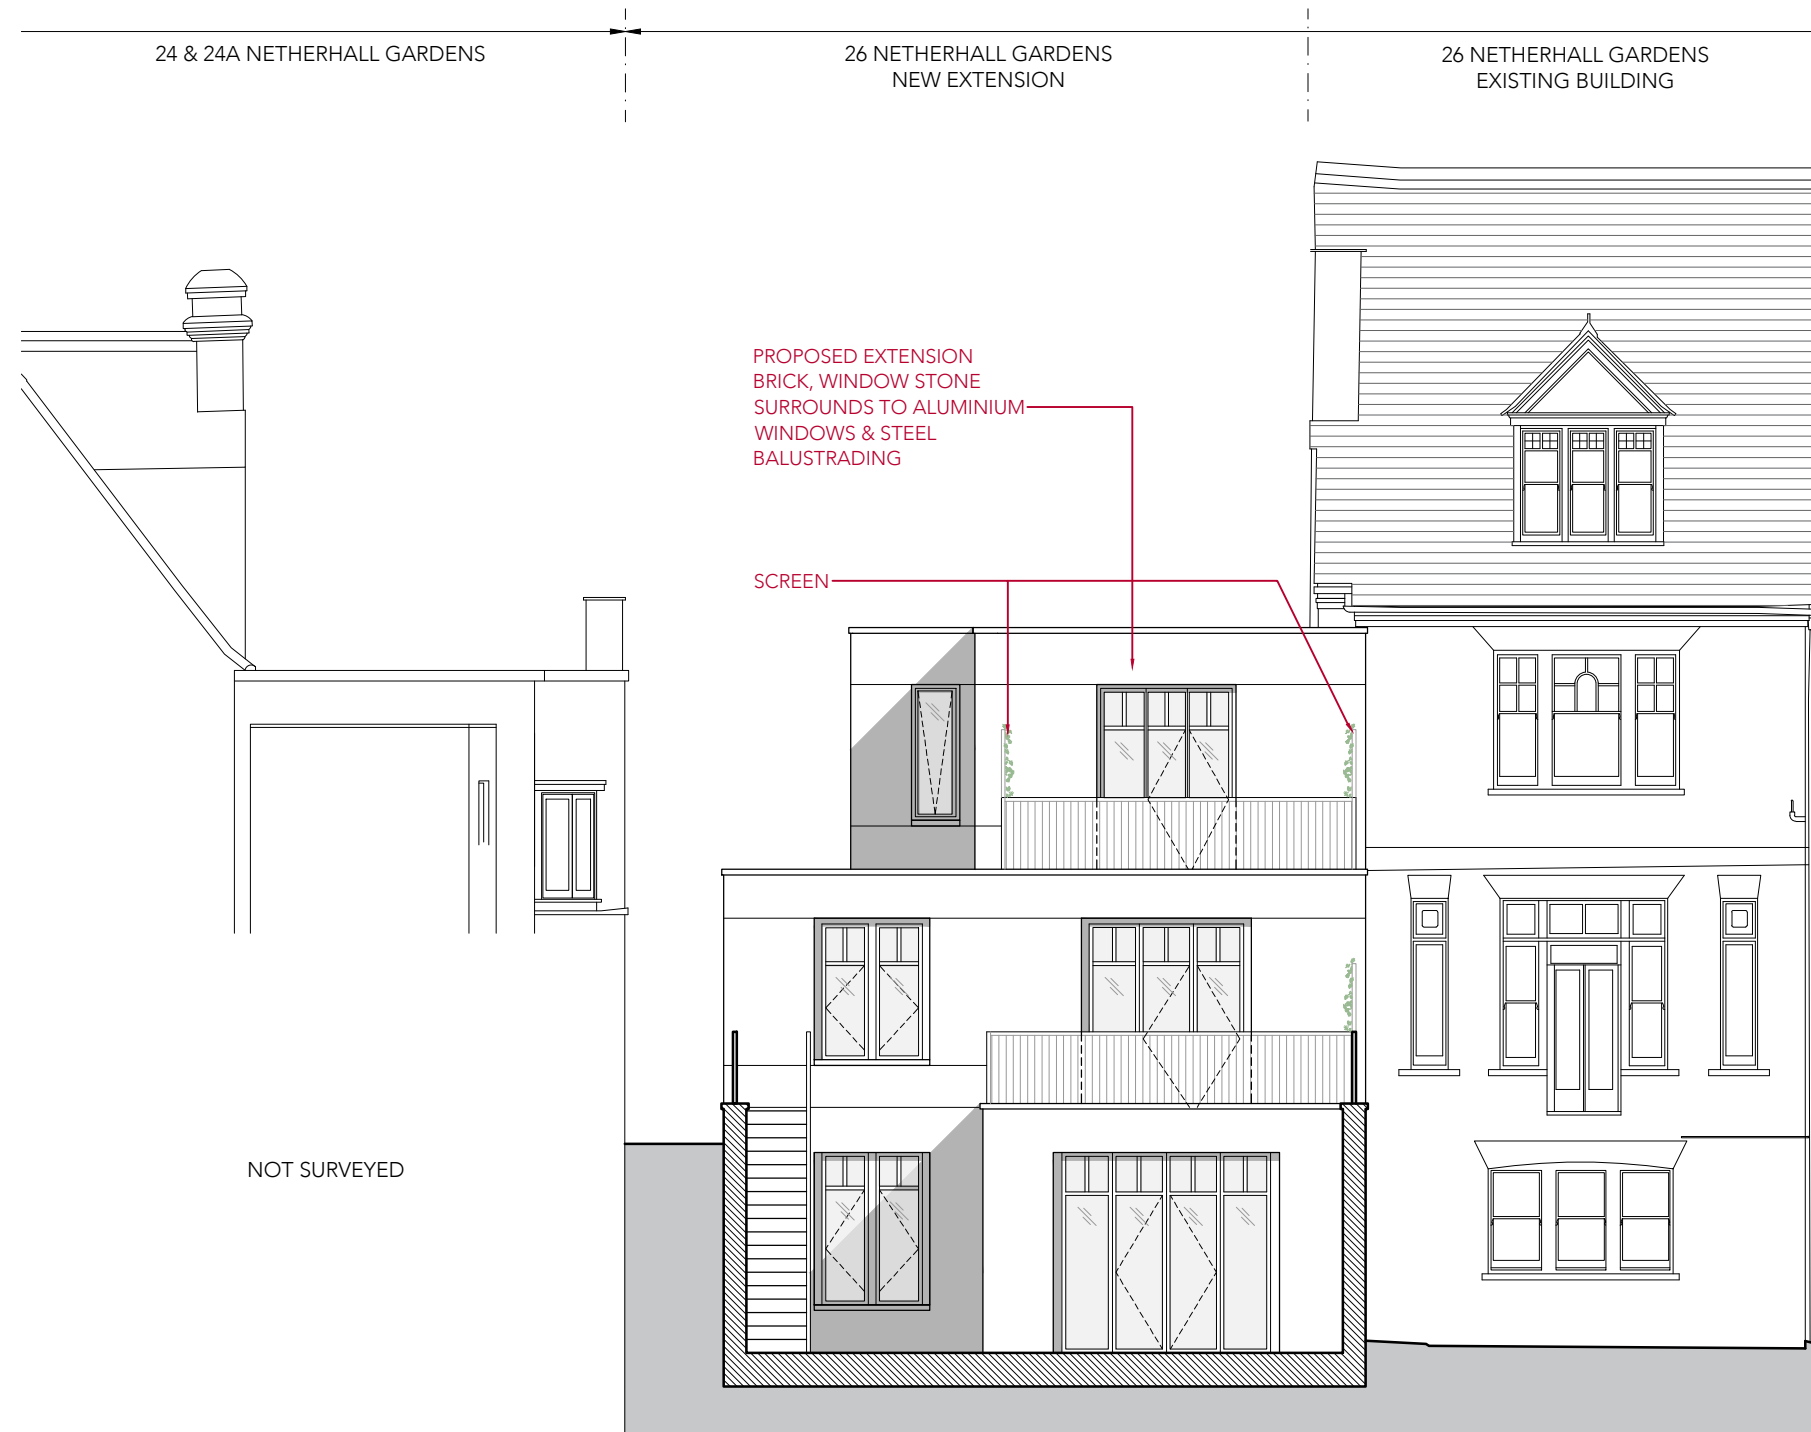 24 & 24A NETHERHALL GARDENS
26 NETHERHALL GARDENS
NEW EXTENSION
26 NETHERHALL GARDENS
EXISTING BUILDING
PROPOSED EXTENSION
BRICK, WINDOW STONE
SURROUNDS TO ALUMINIUM
WINDOWS & STEEL
BALUSTRADING
SCREEN
NOT SURVEYED